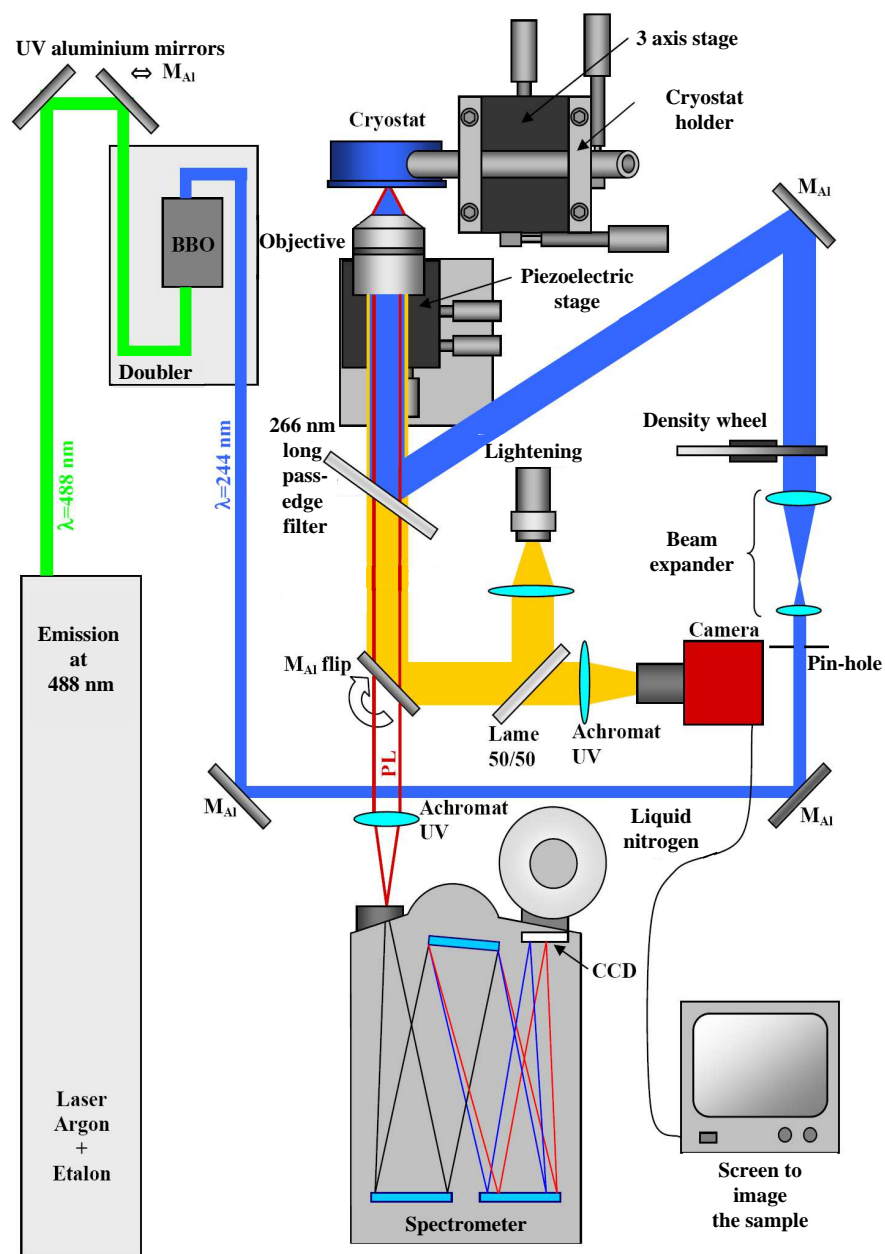 UV aluminium mirrors
⇔ M_Al
3 axis stage
Cryostat
holder
Cryostat
M_Al
BBO
Objective
Piezoelectric
stage
Doubler
266 nm
long
pass-
edge
filter
Lightening
Density wheel
λ=488 nm
λ=244 nm
Beam
expander
Emission
at
488 nm
Camera
Pin-hole
M_Al flip
Lame
50/50
Achromat
UV
PL
M_Al
Achromat
UV
Liquid
nitrogen
M_Al
CCD
Laser
Argon
+
Etalon
Spectrometer
Screen to
image
the sample